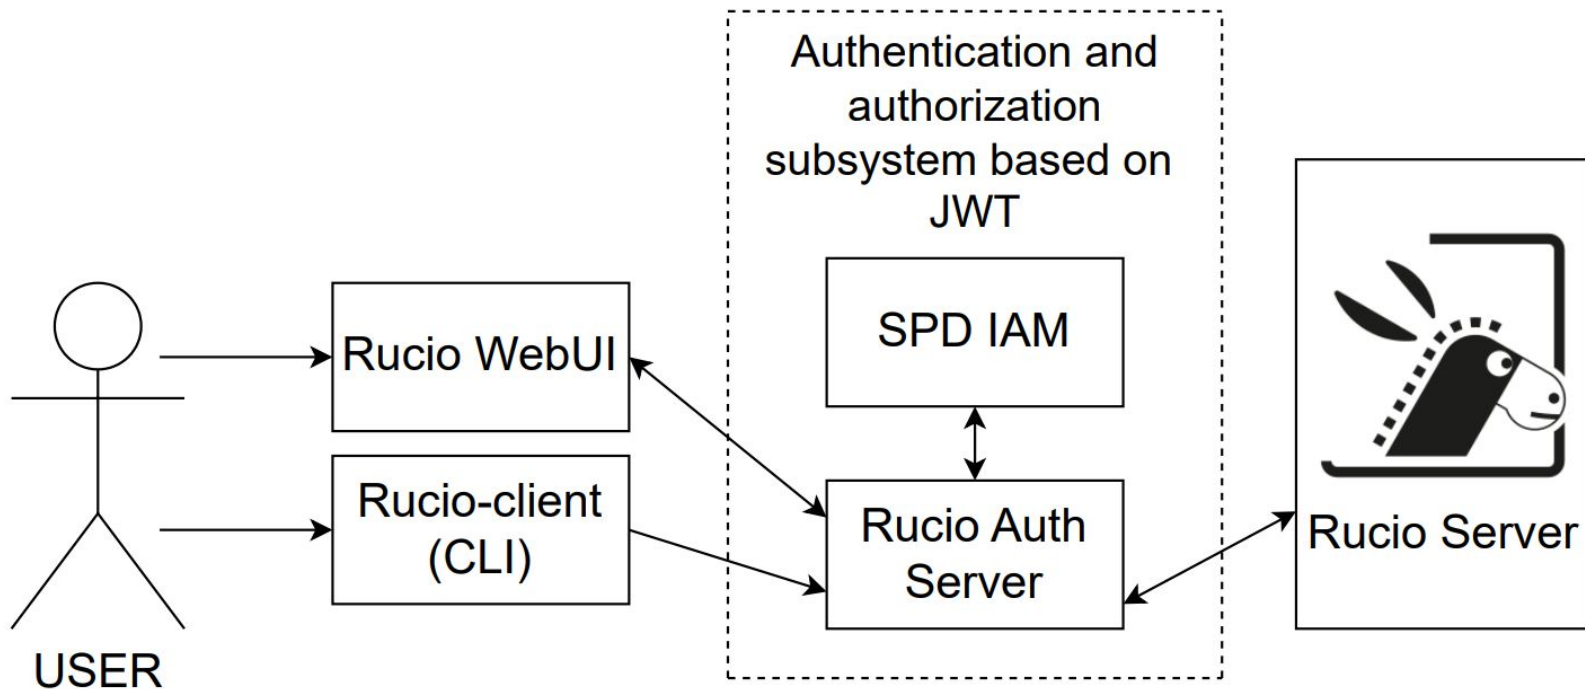 Authentication and
authorization
subsystem based on
JWT
SPD IAM
Rucio WebUI
Rucio-client
(CLI)
Rucio Auth
Server
Rucio Server
USER